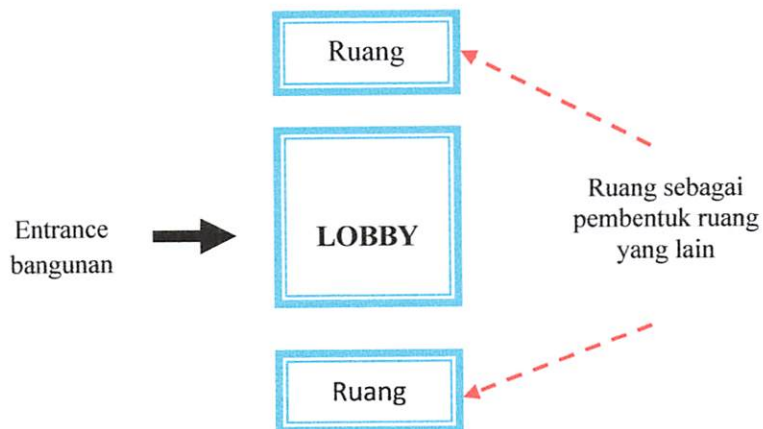 Ruang
Entrance
bangunan
LOBBY
Ruang sebagai
pembentuk ruang
yang lain
Ruang